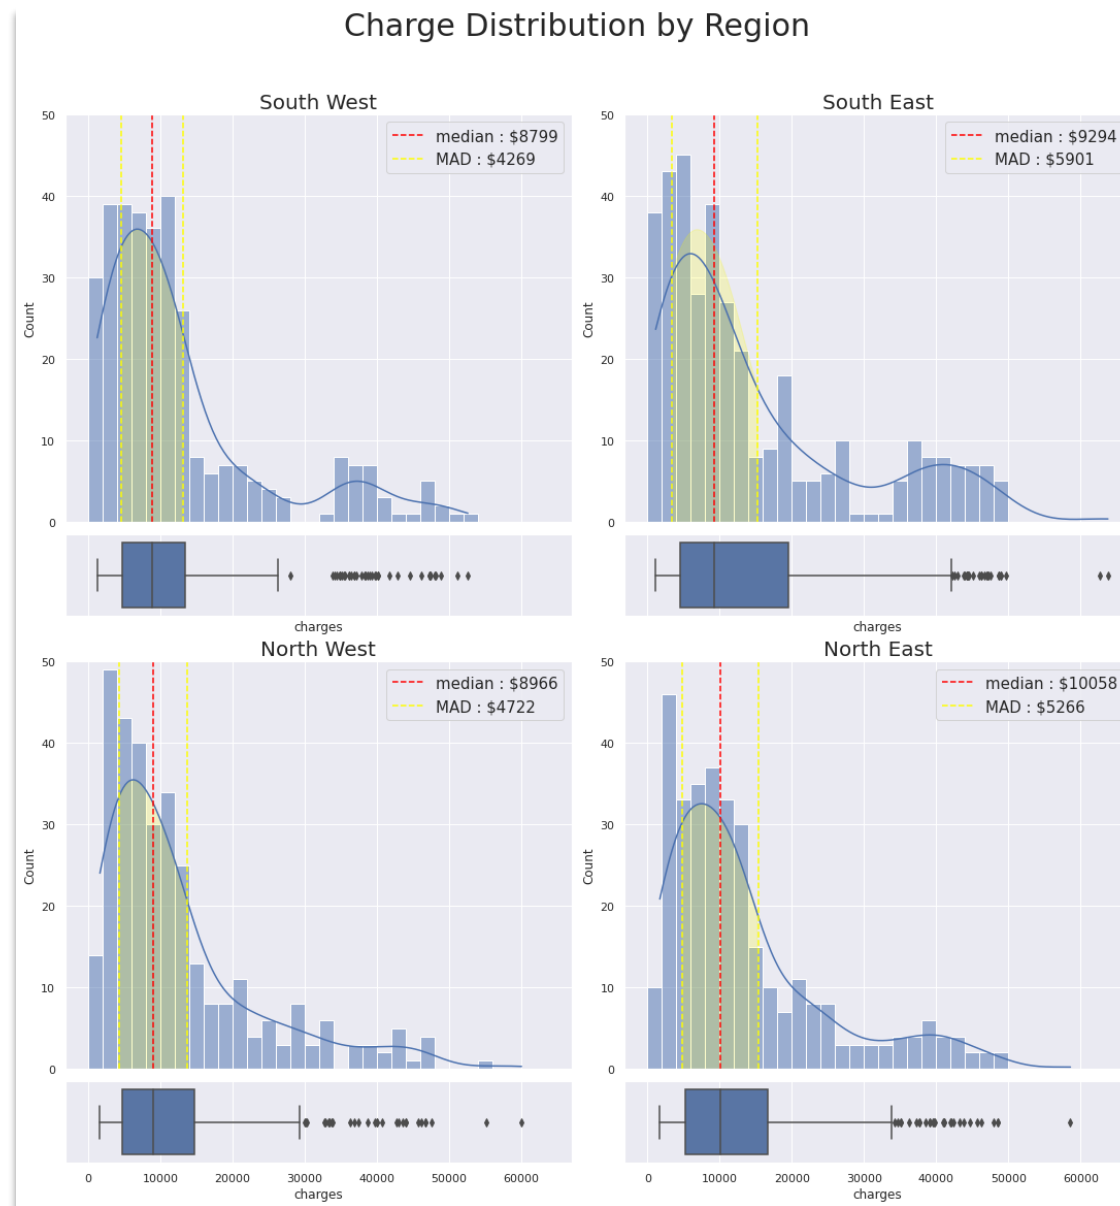 Charge Distribution by Region
South West
50
40
30
20
10
0
Count
median : $8799
MAD : $4269
charges
South East
50
40
30
20
10
0
Count
median : $9294
MAD : $5901
charges
North West
50
40
30
20
10
0
Count
median : $8966
MAD : $4722
0 10000 20000 30000 40000 50000 60000
charges
North East
50
40
30
20
10
0
Count
median : $10058
MAD : $5266
0 10000 20000 30000 40000 50000 60000
charges